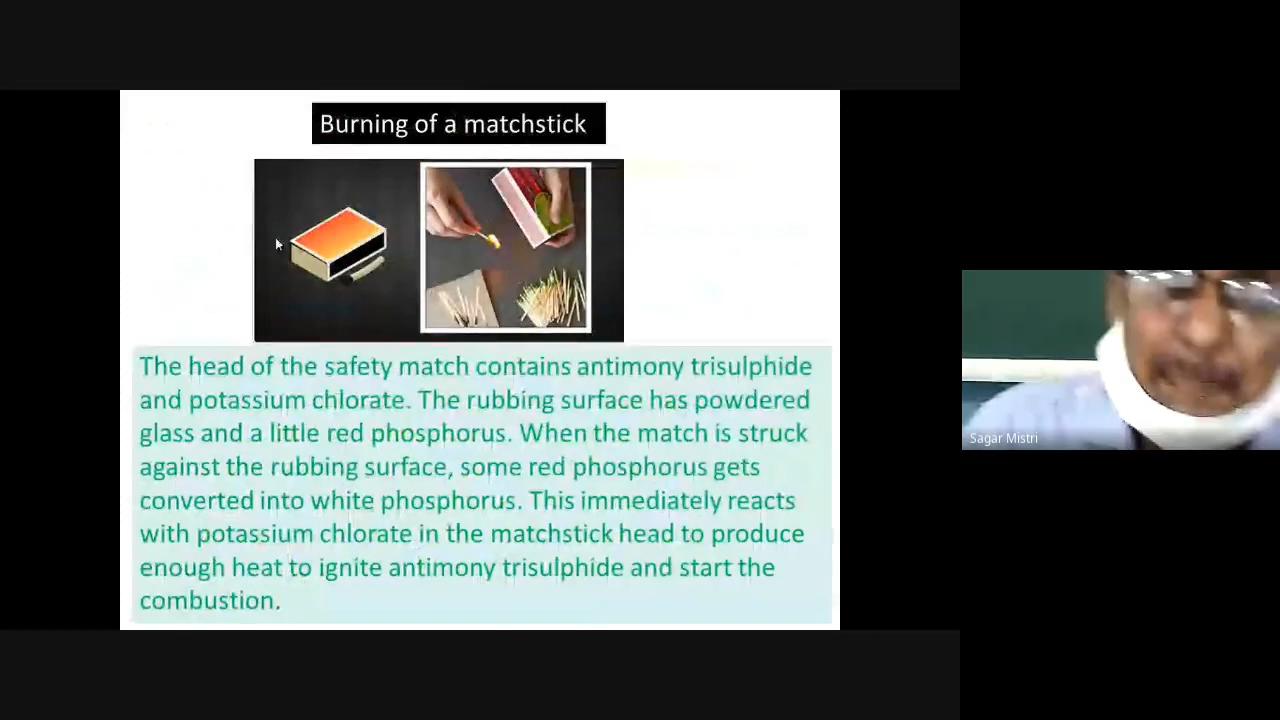 Burning of a matchstick
The head of the safety match contains antimony trisulphide
and potassium chlorate. The rubbing surface has powdered
glass and a little red phosphorus. When the match is struck
against the rubbing surface, some red phosphorus gets
converted into white phosphorus. This immediately reacts
with potassium chlorate in the matchstick head to produce
enough heat to ignite antimony trisulphide and start the
combustion.
Sagar Mistri